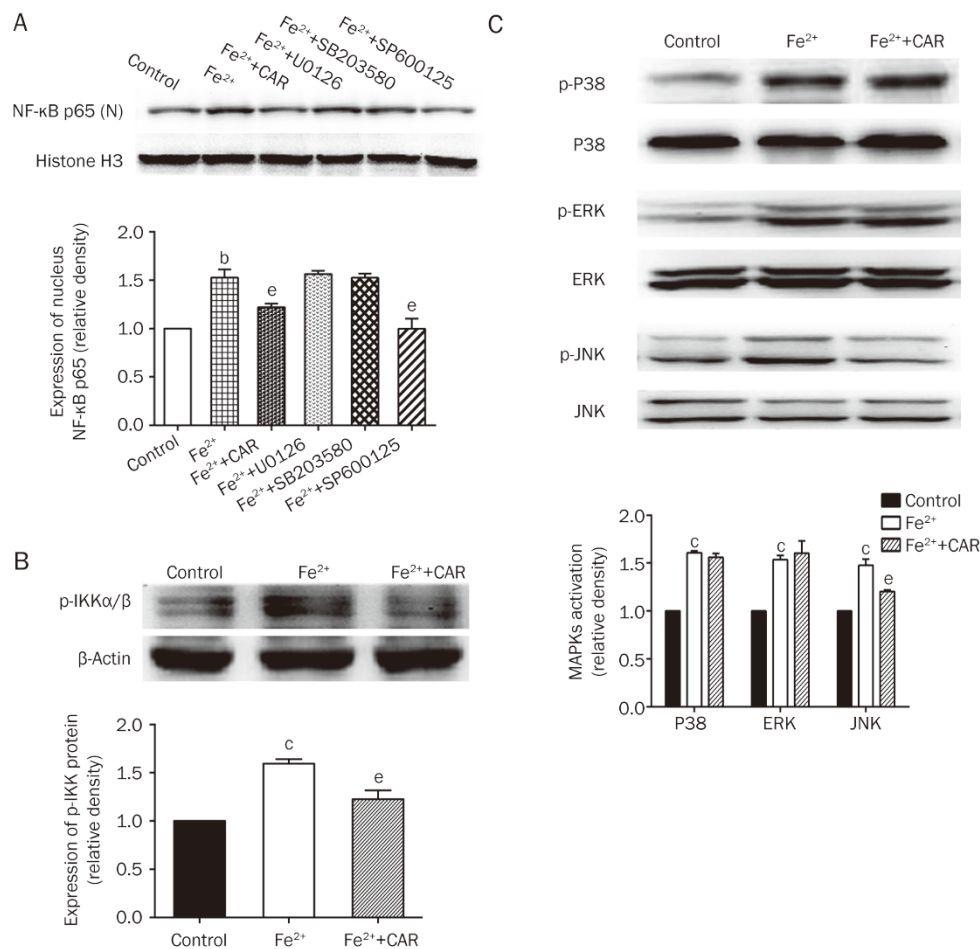 A
Control
Fe²⁺
Fe²⁺+CAR
Fe²⁺+U0126
Fe²⁺+SB203580
Fe²⁺+SP600125
NF-κB p65 (N)
Histone H3
Expression of nucleus
NF-κB p65 (relative density)
2.0
1.5
1.0
0.5
0.0
b
e
e
Control
Fe²⁺
Fe²⁺+CAR
Fe²⁺+U0126
Fe²⁺+SB203580
Fe²⁺+SP600125
B
Control Fe²⁺ Fe²⁺+CAR
p-IKKα/β
β-Actin
Expression of p-IKK protein
(relative density)
2.0
1.5
1.0
0.5
0.0
c
e
Control Fe²⁺ Fe²⁺+CAR
C
Control Fe²⁺ Fe²⁺+CAR
p-P38
P38
p-ERK
ERK
p-JNK
JNK
Control
Fe²⁺
Fe²⁺+CAR
MAPKs activation
(relative density)
2.0
1.5
1.0
0.5
0.0
c
c
c
e
P38 ERK JNK